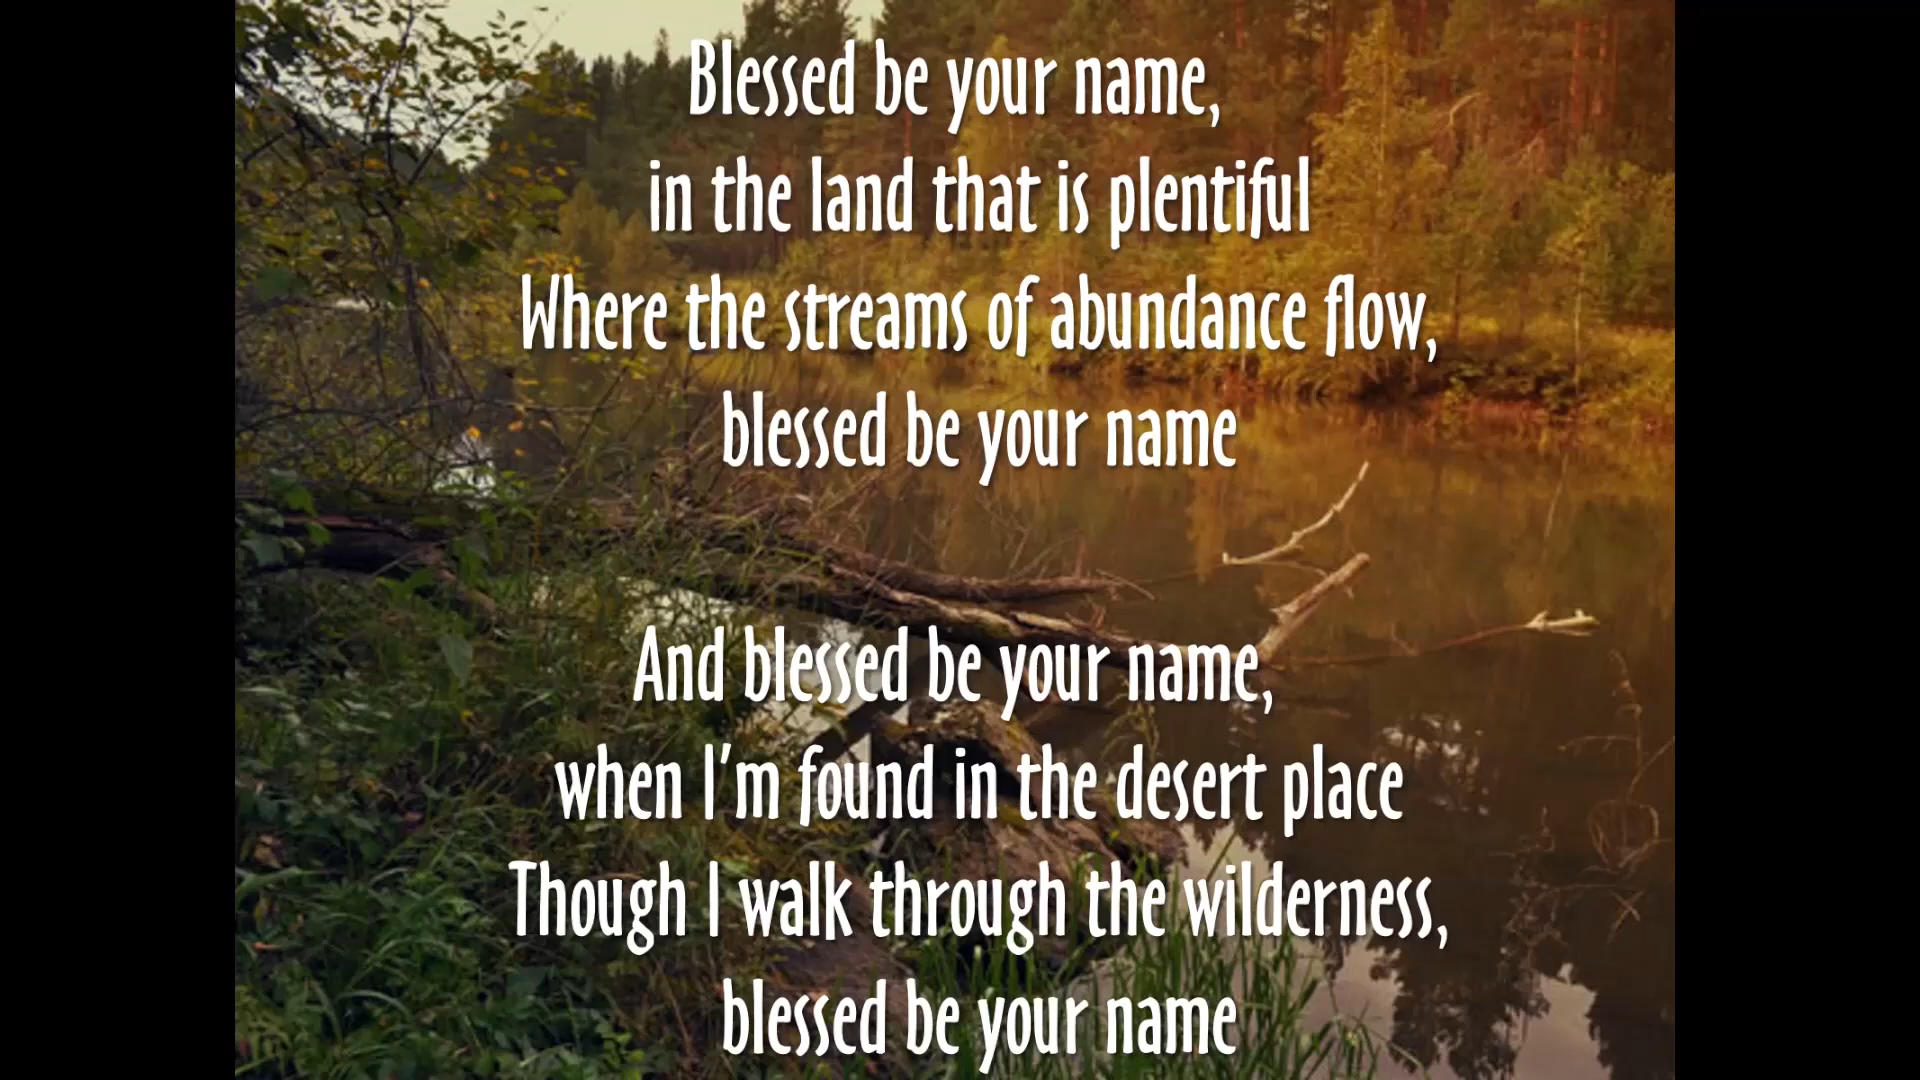 Blessed be your name,
in the land that is plentiful
Where the streams of abundance flow,
blessed be your name
And blessed be your name,
when I'm found in the desert place
Though I walk through the wilderness,
blessed be your name